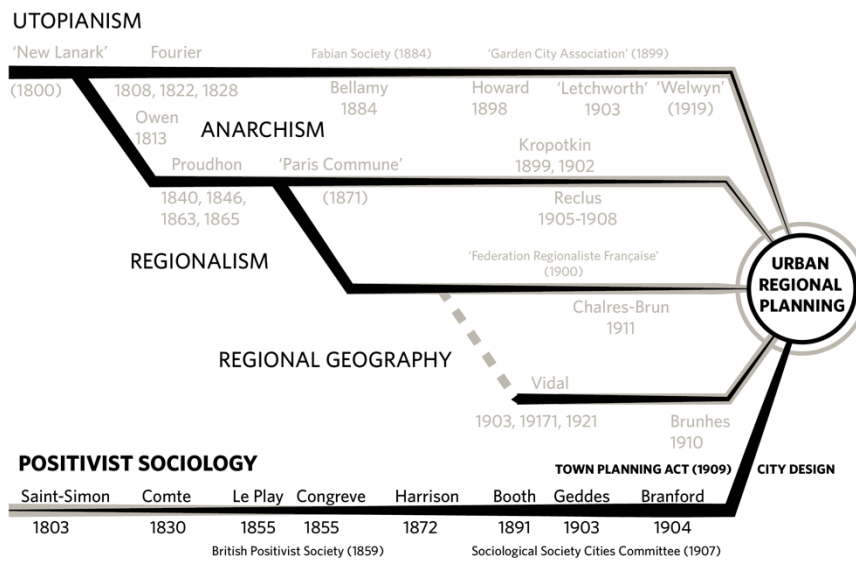 UTOPIANISM
'New Lanark' Fourier Fabian Society (1884) 'Garden City Association' (1899)
(1800) 1808, 1822, 1828 Bellamy Howard 'Letchworth' 'Welwyn'
1884 1898 1903 (1919)
Owen
1813
ANARCHISM
Kropotkin
1899, 1902
Proudhon 'Paris Commune'
1840, 1846, (1871) Reclus
1863, 1865 1905-1908
REGIONALISM
'Federation Regionaliste Française'
(1900)
URBAN
REGIONAL
PLANNING
Chalres-Brun
1911
REGIONAL GEOGRAPHY
Vidal
1903, 19171, 1921 Brunhes
1910
POSITIVIST SOCIOLOGY TOWN PLANNING ACT (1909) CITY DESIGN
Saint-Simon Comte Le Play Congreve Harrison Booth Geddes Branford
1803 1830 1855 1855 1872 1891 1903 1904
British Positivist Society (1859) Sociological Society Cities Committee (1907)